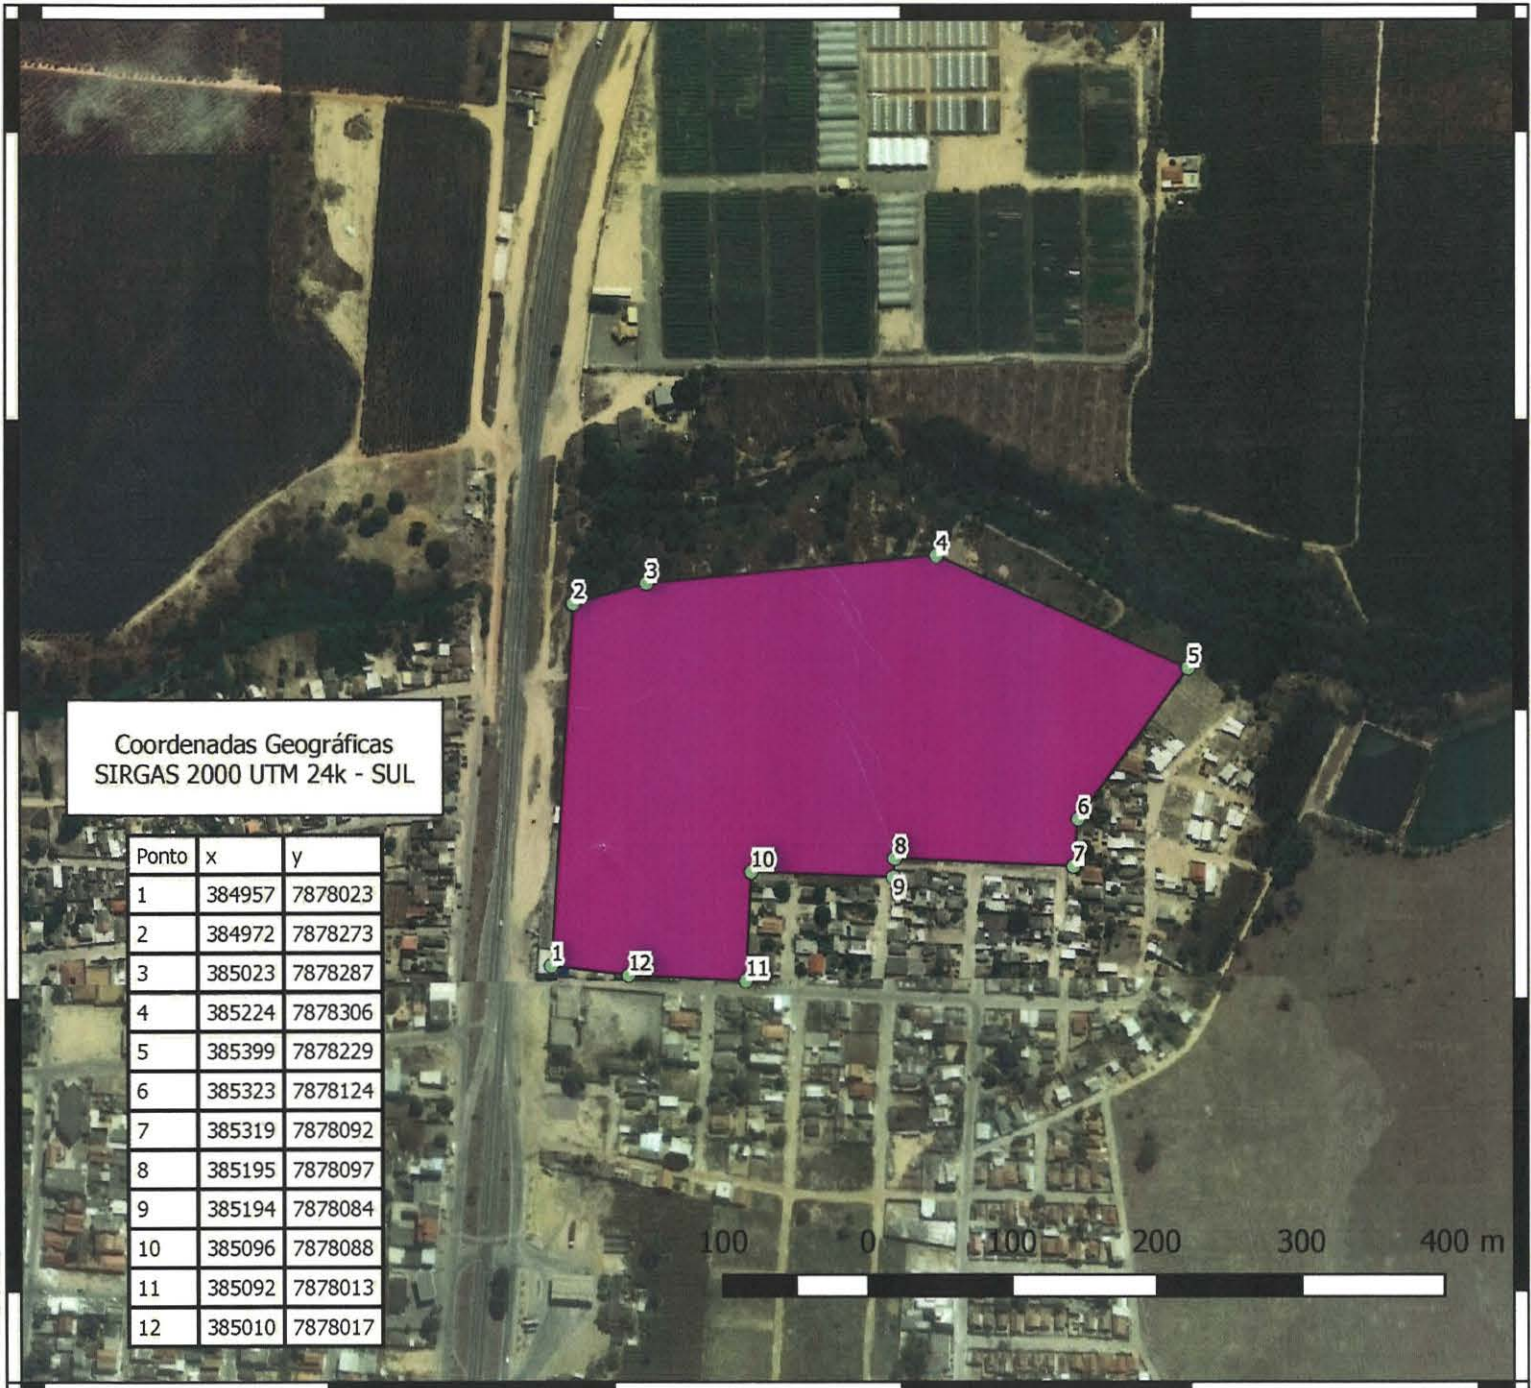 2
3
4
5
6
7
8
9
10
1
12
11
Coordenadas Geográficas
SIRGAS 2000 UTM 24k - SUL
Ponto x y
1 384957 7878023
2 384972 7878273
3 385023 7878287
4 385224 7878306
5 385399 7878229
6 385323 7878124
7 385319 7878092
8 385195 7878097
9 385194 7878084
10 385096 7878088
11 385092 7878013
12 385010 7878017
100 0 100 200 300 400 m